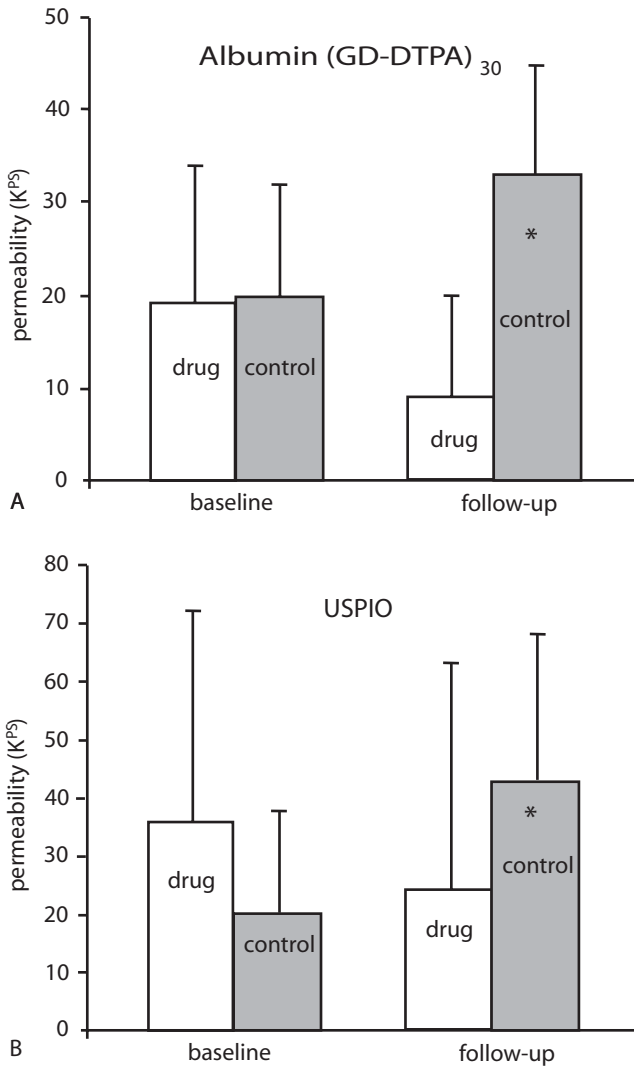 50
Albumin (GD-DTPA) 30
40
30
20
10
0
permeability (K^PS)
*
drug
control
drug
control
baseline
follow-up
A
80
USPIO
70
60
50
40
30
20
10
0
permeability (K^PS)
*
drug
control
drug
control
baseline
follow-up
B